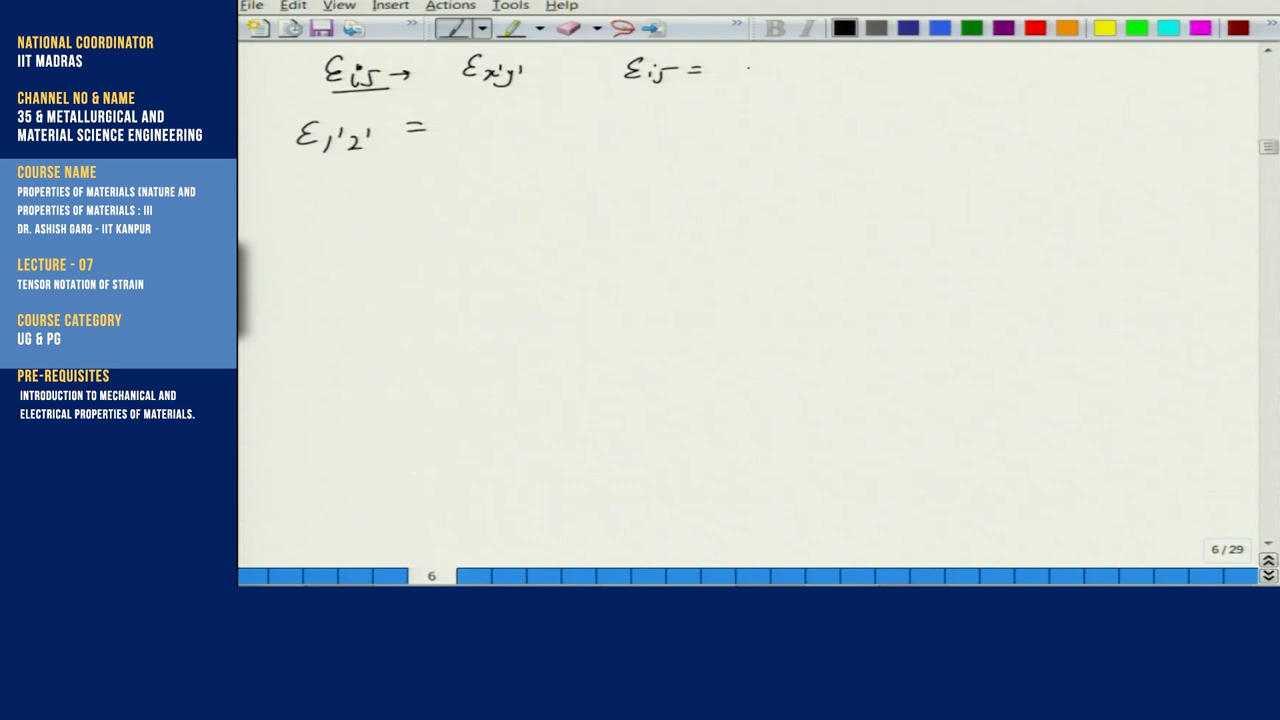 NATIONAL COORDINATOR
IIT MADRAS
CHANNEL NO & NAME
35 & METALLURGICAL AND
MATERIAL SCIENCE ENGINEERING
COURSE NAME
PROPERTIES OF MATERIALS (NATURE AND
PROPERTIES OF MATERIALS : III
DR. ASHISH GARG - IIT KANPUR
LECTURE - 07
TENSOR NOTATION OF STRAIN
COURSE CATEGORY
UG & PG
PRE-REQUISITES
INTRODUCTION TO MECHANICAL AND
ELECTRICAL PROPERTIES OF MATERIALS.
File Edit View Insert Actions Tools Help
B I
εij → εx'y' εij =
ε1'2' =
6 / 29
6